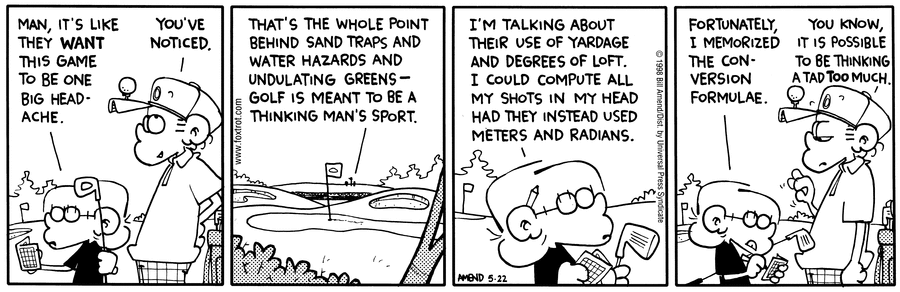 MAN, IT'S LIKE
THEY WANT
THIS GAME
TO BE ONE
BIG HEAD-
ACHE.
YOU'VE
NOTICED.
THAT'S THE WHOLE POINT
BEHIND SAND TRAPS AND
WATER HAZARDS AND
UNDULATING GREENS—
GOLF IS MEANT TO BE A
THINKING MAN'S SPORT.
www.foxtrot.com
I'M TALKING ABOUT
THEIR USE OF YARDAGE
AND DEGREES OF LOFT.
I COULD COMPUTE ALL
MY SHOTS IN MY HEAD
HAD THEY INSTEAD USED
METERS AND RADIANS.
AMEND 5-22
© 1998 Bill Amend/Dist. by Universal Press Syndicate
FORTUNATELY,
I MEMORIZED
THE CON-
VERSION
FORMULAE.
YOU KNOW,
IT IS POSSIBLE
TO BE THINKING
A TAD TOO MUCH.